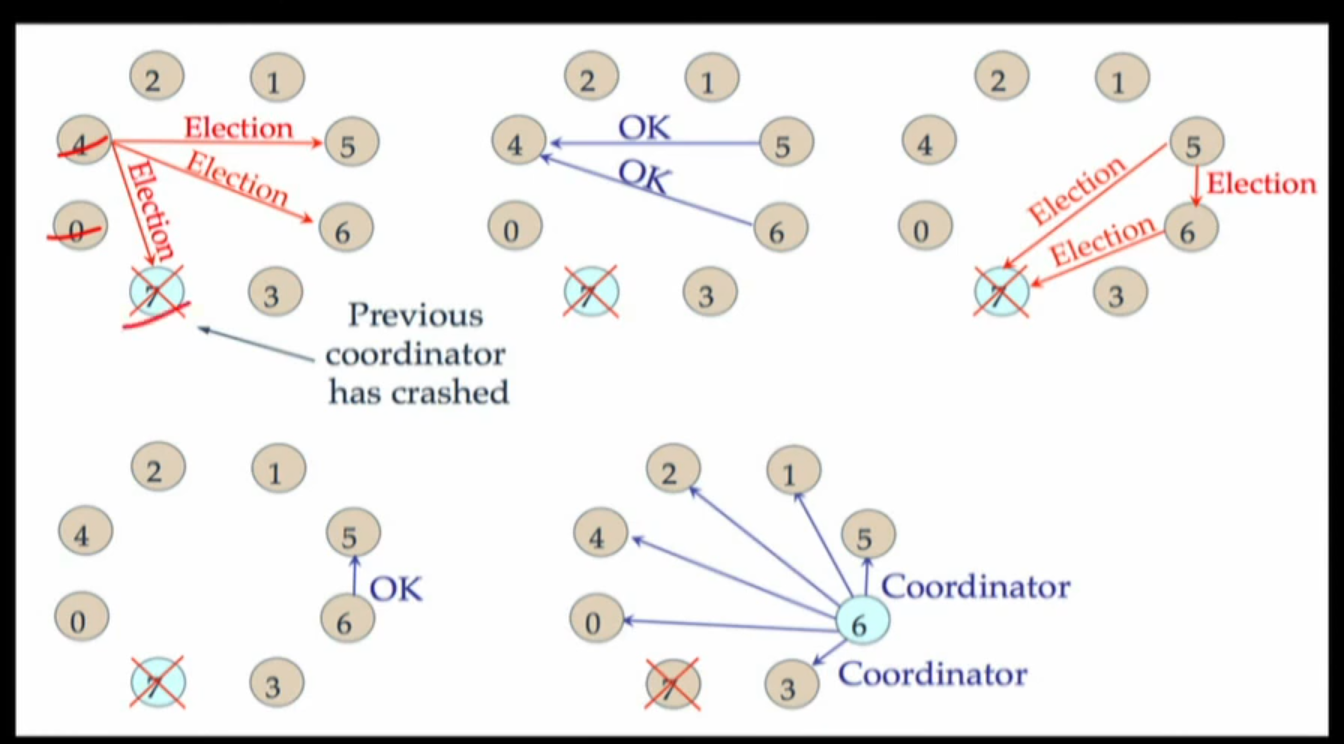 2 1
4 Election 5
Election
Election
0 6
7 3
Previous
coordinator
has crashed
2 1
4 OK 5
OK
0 6
7 3
2 1
4 5
Election
Election
0 Election 6
7 3
2 1
4 5
OK
0 6
7 3
2 1
4 5
Coordinator
0 6
Coordinator
7 3